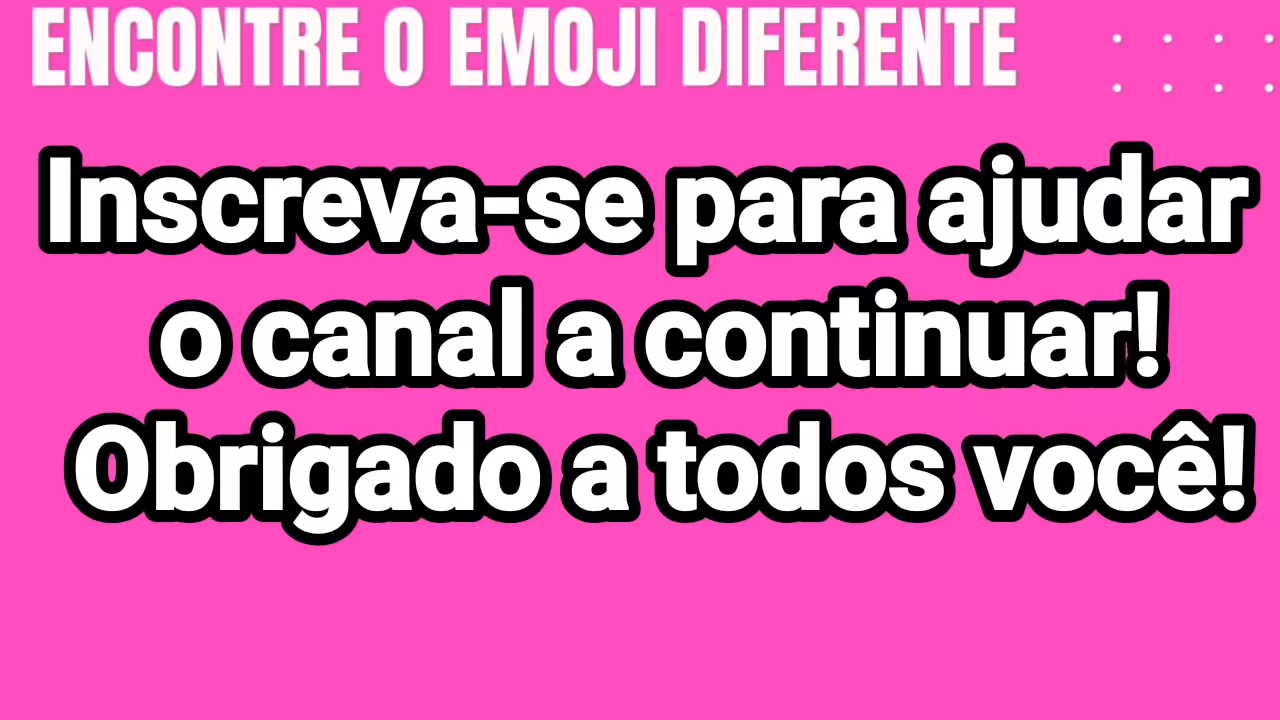 ENCONTRE O EMOJI DIFERENTE
Inscreva-se para ajudar
o canal a continuar!
Obrigado a todos você!